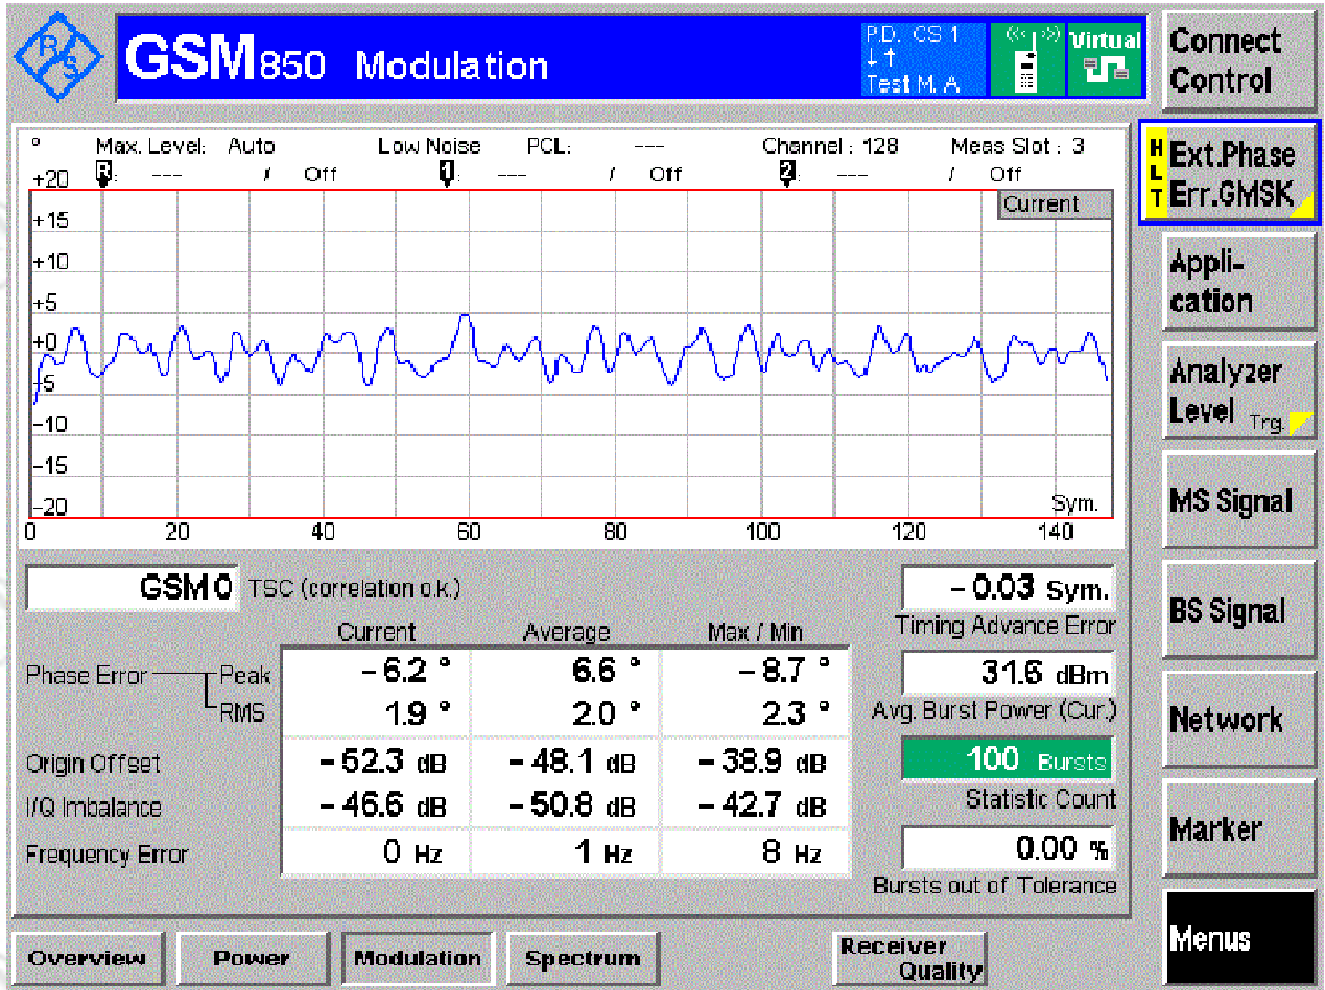 R S
GSM850 Modulation
P.D. CS 1
Test M. A.
Virtual
Connect
Control
° Max. Level: Auto Low Noise PCL: --- Channel : 128 Meas Slot : 3
R : --- / Off 1 : --- / Off 2 : --- / Off
Current
+20
+15
+10
+5
+0
-5
-10
-15
-20
Sym.
0 20 40 60 80 100 120 140
HLT
Ext.Phase
Err.GMSK
Appli-
cation
Analyzer
Level Trg.
MS Signal
BS Signal
Network
Marker
Menus
GSM 0 TSC (correlation o.k.)
- 0.03 Sym.
Timing Advance Error
Current Average Max / Min
Phase Error Peak - 6.2 ° 6.6 ° - 8.7 °
RMS 1.9 ° 2.0 ° 2.3 °
31.6 dBm
Avg. Burst Power (Cur.)
Origin Offset - 52.3 dB - 48.1 dB - 38.9 dB
I/Q Imbalance - 46.6 dB - 50.8 dB - 42.7 dB
Frequency Error 0 Hz 1 Hz 8 Hz
100 Bursts
Statistic Count
0.00 %
Bursts out of Tolerance
Overview Power Modulation Spectrum
Receiver
Quality